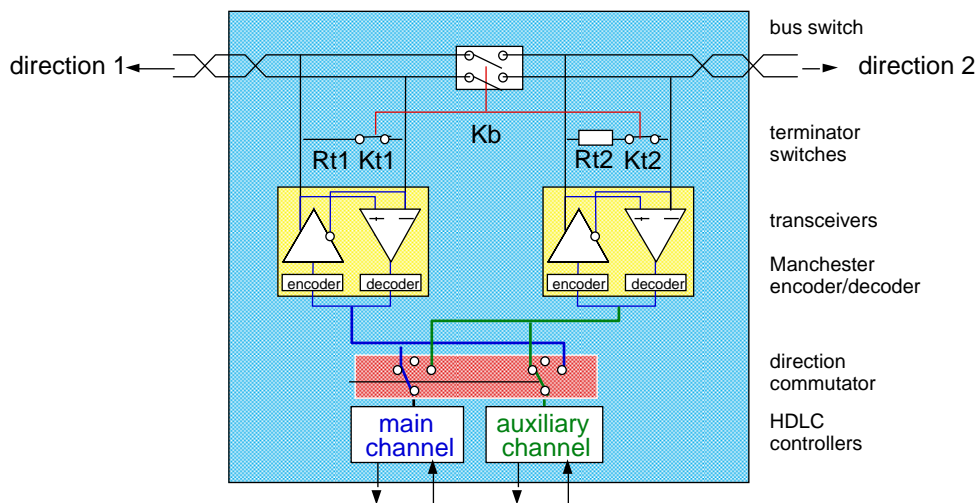 bus switch
direction 1
direction 2
Kb
terminator
switches
Rt1 Kt1
Rt2 Kt2
transceivers
Manchester
encoder/decoder
encoder
decoder
encoder
decoder
direction
commutator
main
channel
auxiliary
channel
HDLC
controllers